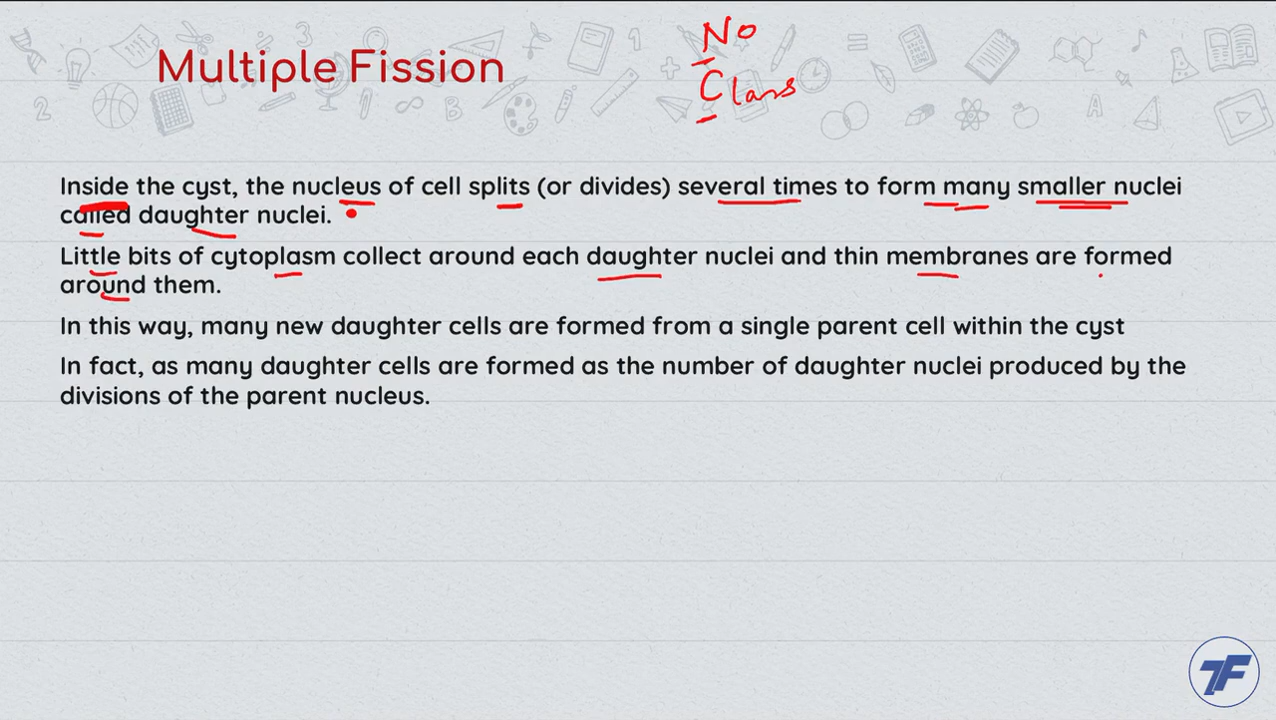 No
Class
Multiple Fission
Inside the cyst, the nucleus of cell splits (or divides) several times to form many smaller nuclei
called daughter nuclei.
Little bits of cytoplasm collect around each daughter nuclei and thin membranes are formed
around them.
In this way, many new daughter cells are formed from a single parent cell within the cyst
In fact, as many daughter cells are formed as the number of daughter nuclei produced by the
divisions of the parent nucleus.